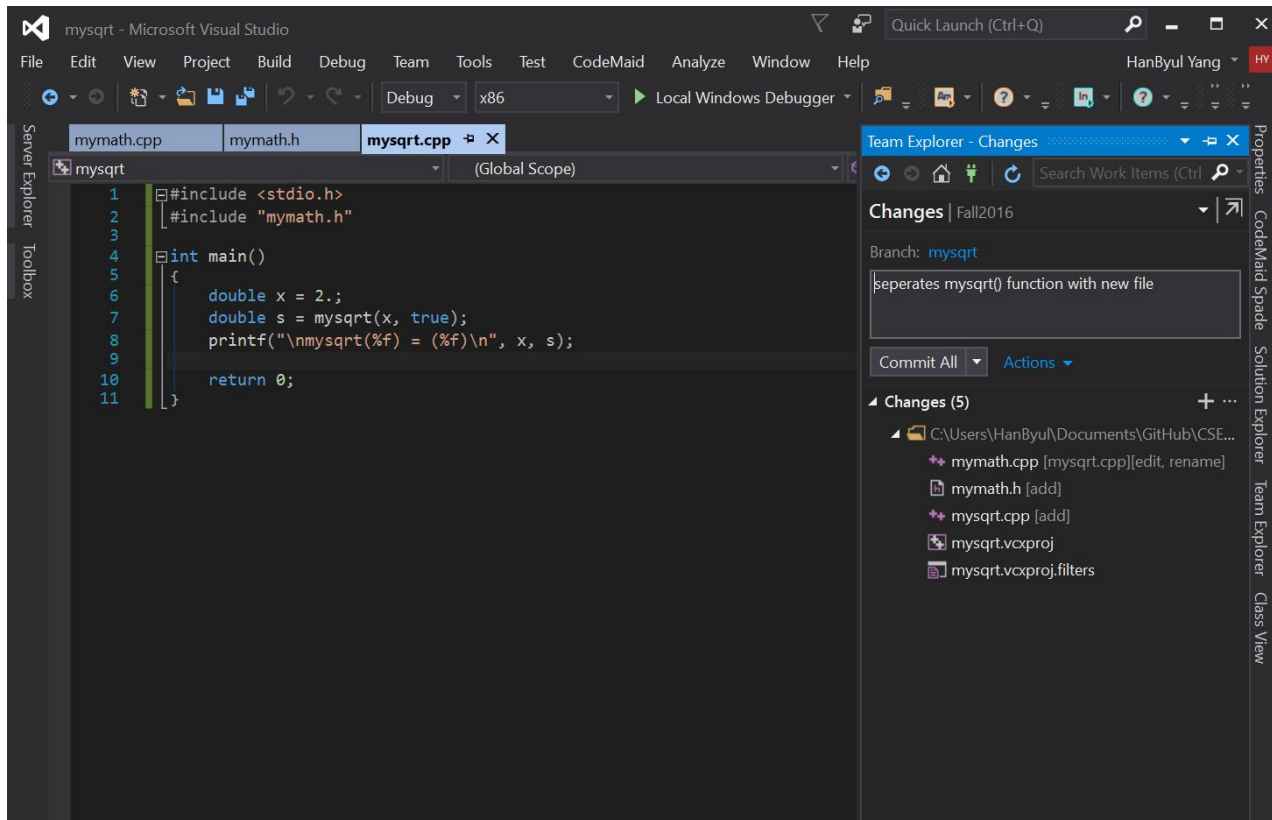 mysqrt - Microsoft Visual Studio
Quick Launch (Ctrl+Q)
File Edit View Project Build Debug Team Tools Test CodeMaid Analyze Window Help
HanByul Yang HY
Debug x86 Local Windows Debugger
Server Explorer
Toolbox
mymath.cpp mymath.h mysqrt.cpp
mysqrt (Global Scope)
1 #include <stdio.h>
2 #include "mymath.h"
3
4 int main()
5 {
6 double x = 2.;
7 double s = mysqrt(x, true);
8 printf("\nmysqrt(%f) = (%f)\n", x, s);
9
10 return 0;
11 }
Team Explorer - Changes
Search Work Items (Ctrl
Changes | Fall2016
Branch: mysqrt
seperates mysqrt() function with new file
Commit All Actions
Changes (5)
C:\Users\HanByul\Documents\GitHub\CSE...
mymath.cpp [mysqrt.cpp][edit, rename]
mymath.h [add]
mysqrt.cpp [add]
mysqrt.vcxproj
mysqrt.vcxproj.filters
Properties
CodeMaid Spade
Solution Explorer
Team Explorer
Class View